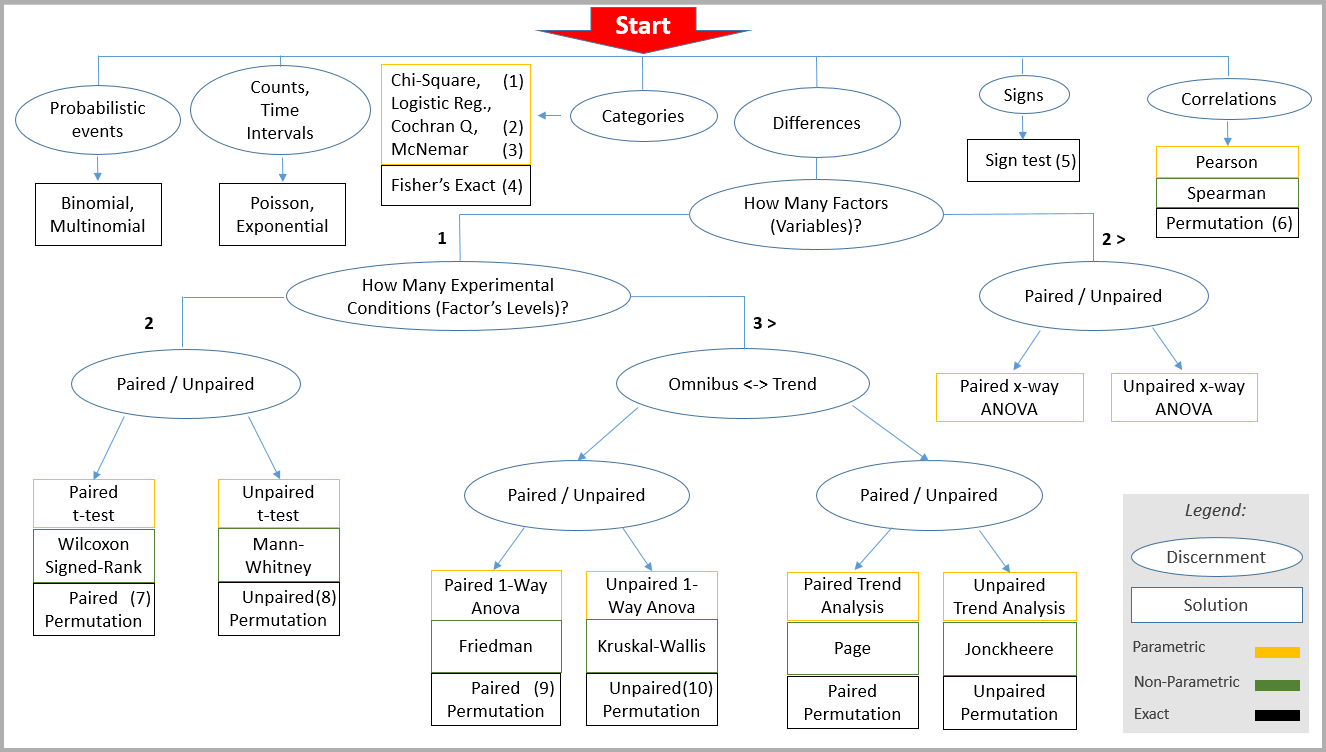 Start
Probabilistic
events
Binomial,
Multinomial
Counts,
Time
Intervals
Poisson,
Exponential
Chi-Square, (1)
Logistic Reg.,
Cochran Q, (2)
McNemar (3)
Fisher's Exact (4)
Categories
Differences
Signs
Sign test (5)
Correlations
Pearson
Spearman
Permutation (6)
How Many Factors
(Variables)?
1
2 >
How Many Experimental
Conditions (Factor's Levels)?
2
3 >
Paired / Unpaired
Paired x-way
ANOVA
Unpaired x-way
ANOVA
Paired / Unpaired
Omnibus <-> Trend
Paired
t-test
Wilcoxon
Signed-Rank
Paired (7)
Permutation
Unpaired
t-test
Mann-
Whitney
Unpaired (8)
Permutation
Paired / Unpaired
Paired / Unpaired
Paired 1-Way
Anova
Friedman
Paired (9)
Permutation
Unpaired 1-
Way Anova
Kruskal-Wallis
Unpaired (10)
Permutation
Paired Trend
Analysis
Page
Paired
Permutation
Unpaired
Trend Analysis
Jonckheere
Unpaired
Permutation
Legend:
Discernment
Solution
Parametric
Non-Parametric
Exact